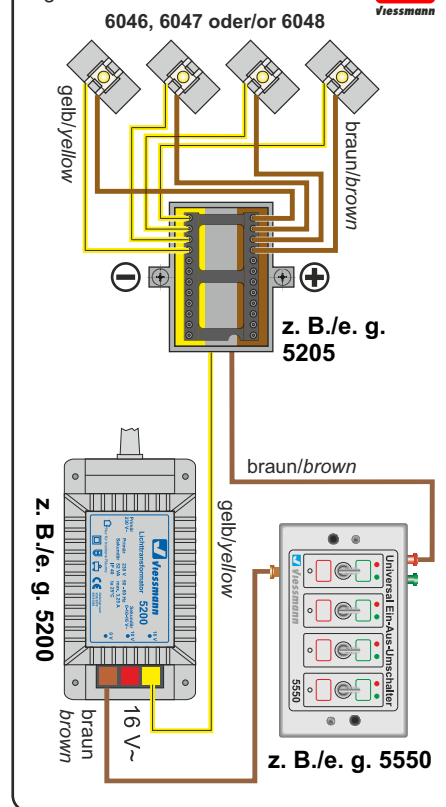 6046, 6047 oder/or 6048
viessmann
gelb/yellow
braun/brown
z. B./e. g.
5205
braun/brown
gelb/yellow
z. B./e. g. 5200
viessmann
Lichttransformator
5200
16 V~
braun
brown
Universal Ein-Aus-Umschalter
viessmann
5550
z. B./e. g. 5550